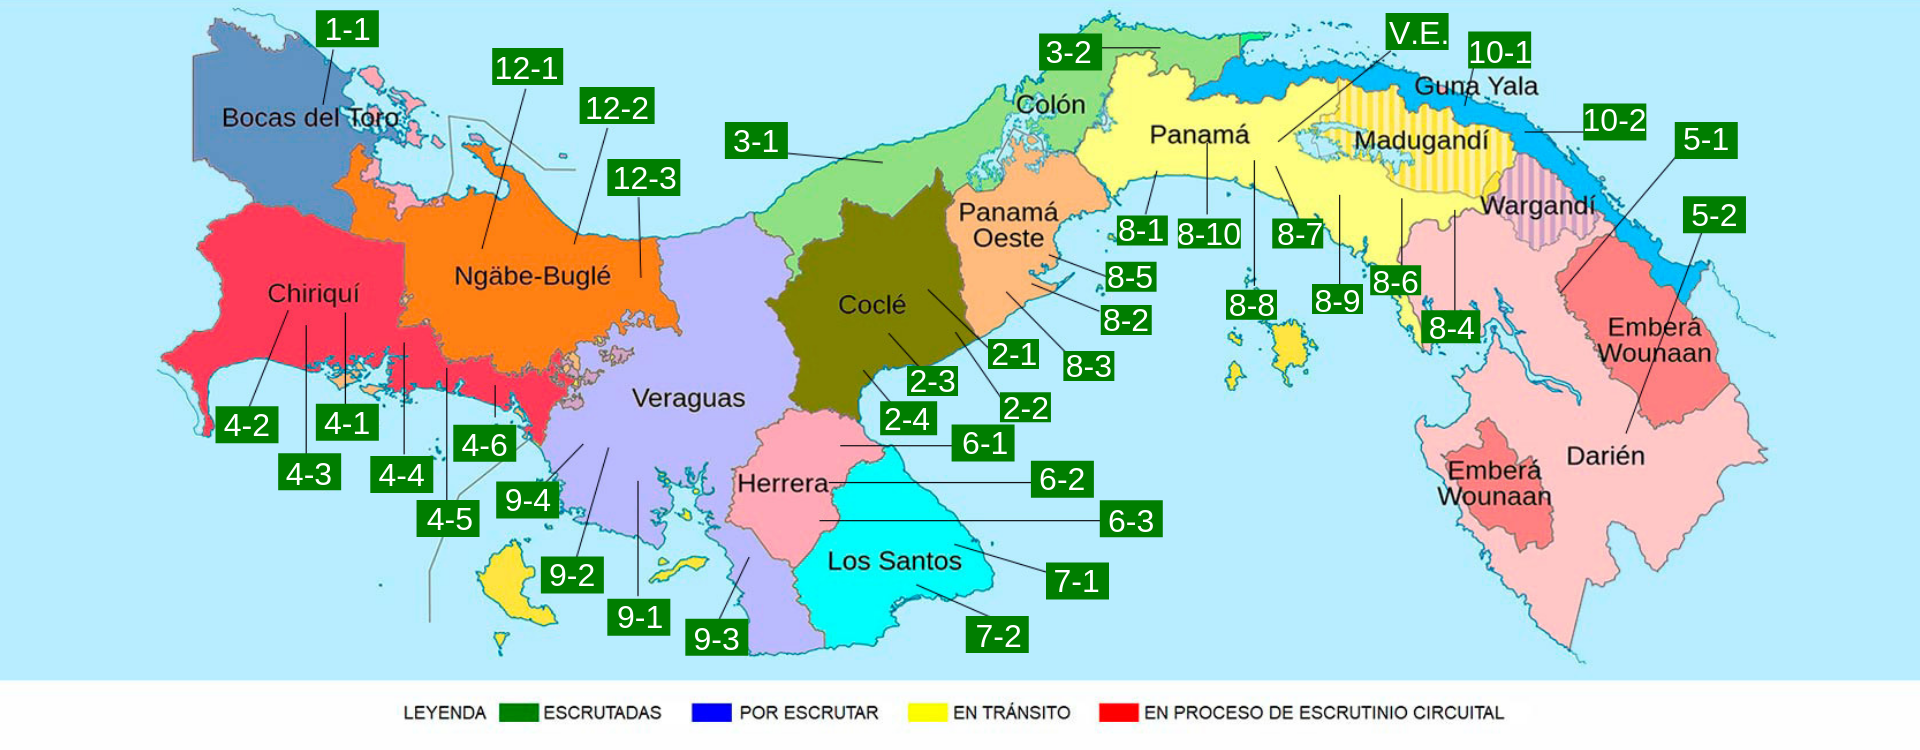 1-1
3-2
V.E.
10-1
12-1
Guna Yala
12-2
Colón
Bocas del Toro
10-2
3-1
Panamá
Madugandí
5-1
12-3
Wargandí
Panamá
Oeste
5-2
8-1
8-10
8-7
Ngäbe-Buglé
8-5
8-6
Chiriquí
Coclé
8-8
8-9
8-2
8-4
Emberá
Wounaan
2-1
8-3
2-3
Veraguas
2-2
4-2
4-1
2-4
4-6
6-1
Darién
4-3
4-4
Emberá
Wounaan
Herrera
6-2
9-4
4-5
6-3
Los Santos
9-2
7-1
9-1
9-3
7-2
LEYENDA
ESCRUTADAS
POR ESCRUTAR
EN TRÁNSITO
EN PROCESO DE ESCRUTINIO CIRCUITAL